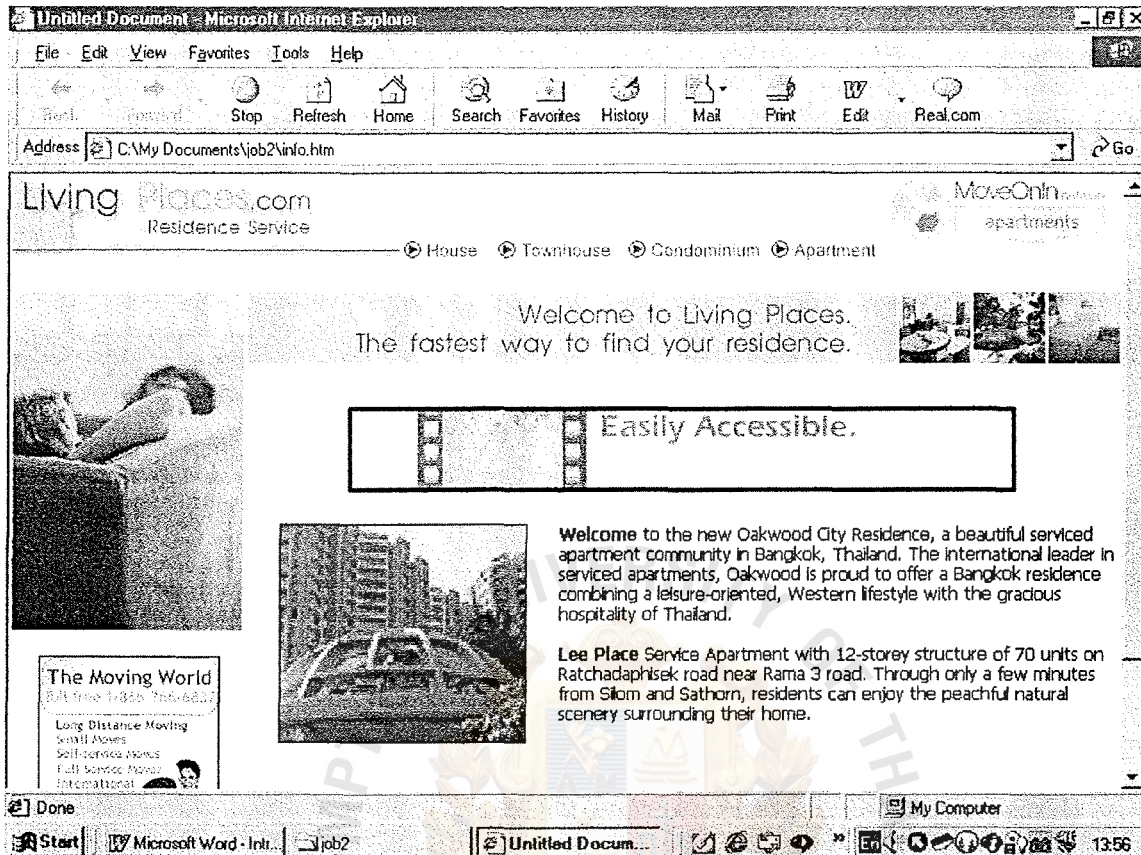 Untitled Document - Microsoft Internet Explorer
File Edit View Favorites Tools Help
Back Forward Stop Refresh Home Search Favorites History Mail Print Edit Real.com
Address C:\My Documents\job2\info.htm Go
Living Places.com
Residence Service
MoveOnIn
apartments
House Townhouse Condominium Apartment
Welcome to Living Places.
The fastest way to find your residence.
Easily Accessible.
Welcome to the new Oakwood City Residence, a beautiful serviced
apartment community in Bangkok, Thailand. The international leader in
serviced apartments, Oakwood is proud to offer a Bangkok residence
combining a leisure-oriented, Western lifestyle with the gracious
hospitality of Thailand.
Lee Place Service Apartment with 12-storey structure of 70 units on
Ratchadaphisek road near Rama 3 road. Through only a few minutes
from Silom and Sathorn, residents can enjoy the peachful natural
scenery surrounding their home.
The Moving World
Toll free 1-866-766-6837
Long Distance Moving
Small Moves
Self-service Moves
Full Service Moves
International
Done My Computer
Start Microsoft Word - Intr... job2 Untitled Docum... 13:56